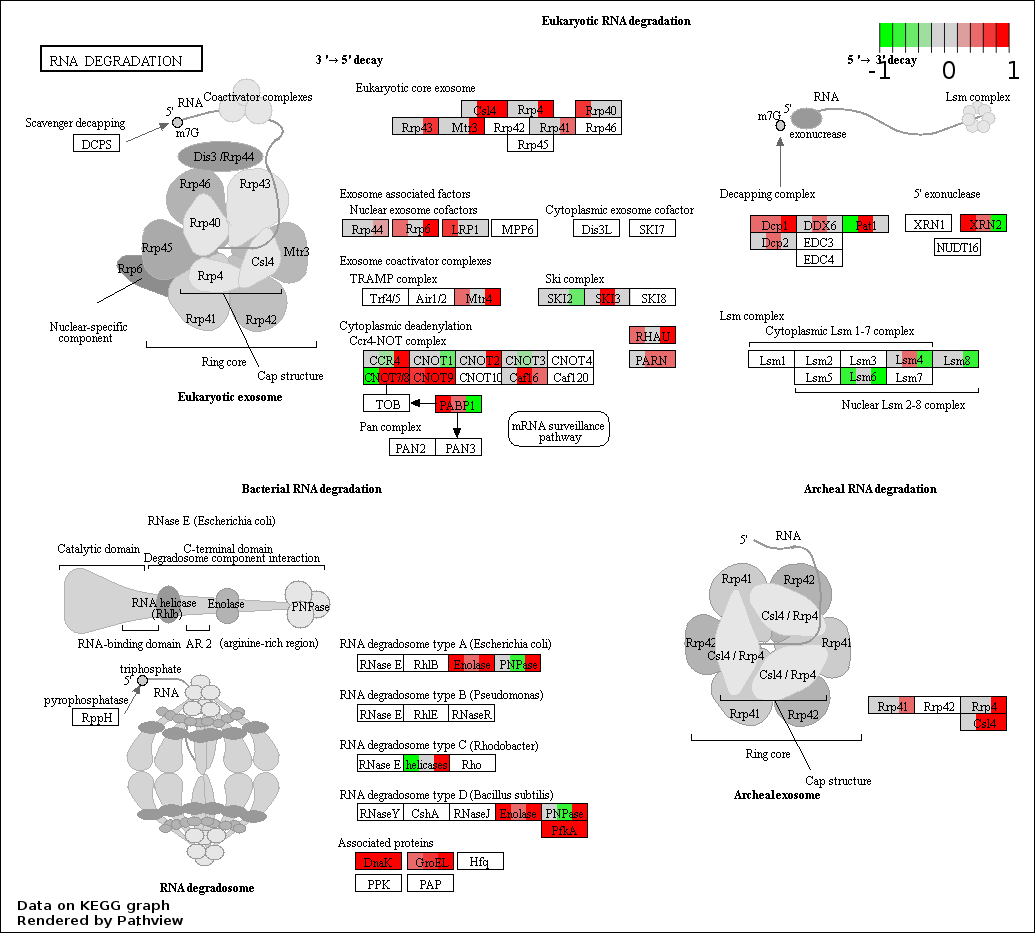 Eukaryotic RNA degradation
RNA DEGRADATION
3 '→ 5' decay
5 '→ 3' decay
-1 0 1
Eukaryotic core exosome
Coactivator complexes
RNA
5'
m7G
Scavenger decapping
DCPS
Dis3 /Rrp44
Rrp46 Rrp43
Rrp40
Rrp45 Mtr3
Csl4
Rrp6
Rrp4
Rrp41 Rrp42
Nuclear-specific
component
Ring core
Cap structure
Eukaryotic exosome
Csl4 Rrp4 Rrp40
Rrp43 Mtr3 Rrp42 Rrp41 Rrp46
Rrp45
Exosome associated factors
Nuclear exosome cofactors
Cytoplasmic exosome cofactor
Rrp44 Rrp6 LRP1 MPP6
Dis3L SKI7
Exosome coactivator complexes
TRAMP complex
Ski complex
Trf4/5 Air1/2 Mtr4
SKI2 SKI3 SKI8
Cytoplasmic deadenylation
Ccr4-NOT complex
RHAU
CCR4 CNOT1 CNOT2 CNOT3 CNOT4
PARN
CNOT7/8 CNOT9 CNOT10 Caf16 Caf120
TOB PABP1
Pan complex
PAN2 PAN3
mRNA surveillance
pathway
RNA
Lsm complex
5'
m7G
exonucrease
Decapping complex
5' exonuclease
Dcp1 DDX6 Pat1
Dcp2 EDC3
EDC4
XRN1 XRN2
NUDT16
Lsm complex
Cytoplasmic Lsm 1-7 complex
Lsm1 Lsm2 Lsm3 Lsm4 Lsm8
Lsm5 Lsm6 Lsm7
Nuclear Lsm 2-8 complex
Bacterial RNA degradation
RNase E (Escherichia coli)
Catalytic domain
C-terminal domain
Degradosome component interaction
RNA helicase
(Rhlb)
Enolase
PNPase
RNA-binding domain
AR 2
(arginine-rich region)
triphosphate
5'
RNA
pyrophosphatase
RppH
RNA degradosome
RNA degradosome type A (Escherichia coli)
RNase E RhlB Enolase PNPase
RNA degradosome type B (Pseudomonas)
RNase E RhlE RNaseR
RNA degradosome type C (Rhodobacter)
RNase E helicases Rho
RNA degradosome type D (Bacillus subtilis)
RNaseY CshA RNaseJ Enolase PNPase
PfkA
Associated proteins
DnaK GroEL Hfq
PPK PAP
Archeal RNA degradation
5'
RNA
Rrp41 Rrp42
Csl4 / Rrp4
Rrp42 Rrp41
Csl4 / Rrp4
Csl4 / Rrp4
Rrp41 Rrp42
Ring core
Cap structure
Archeal exosome
Rrp41 Rrp42 Rrp4
Csl4
Data on KEGG graph
Rendered by Pathview